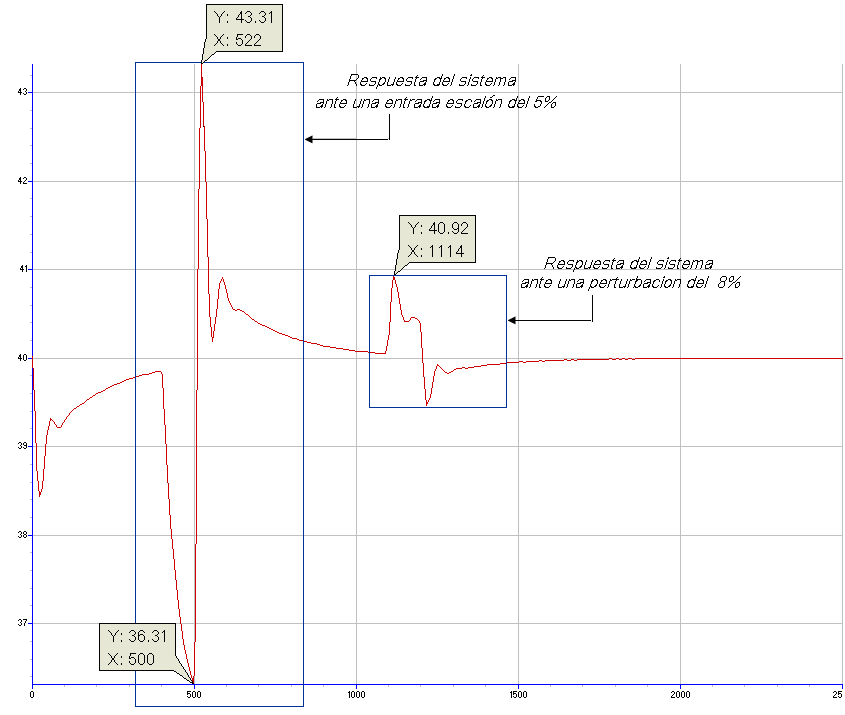 Y: 43.31
X: 522
Respuesta del sistema
ante una entrada escalón del 5%
Y: 40.92
X: 1114
Respuesta del sistema
ante una perturbacion del 8%
Y: 36.31
X: 500
43
42
41
40
39
38
37
0
500
1000
1500
2000
25